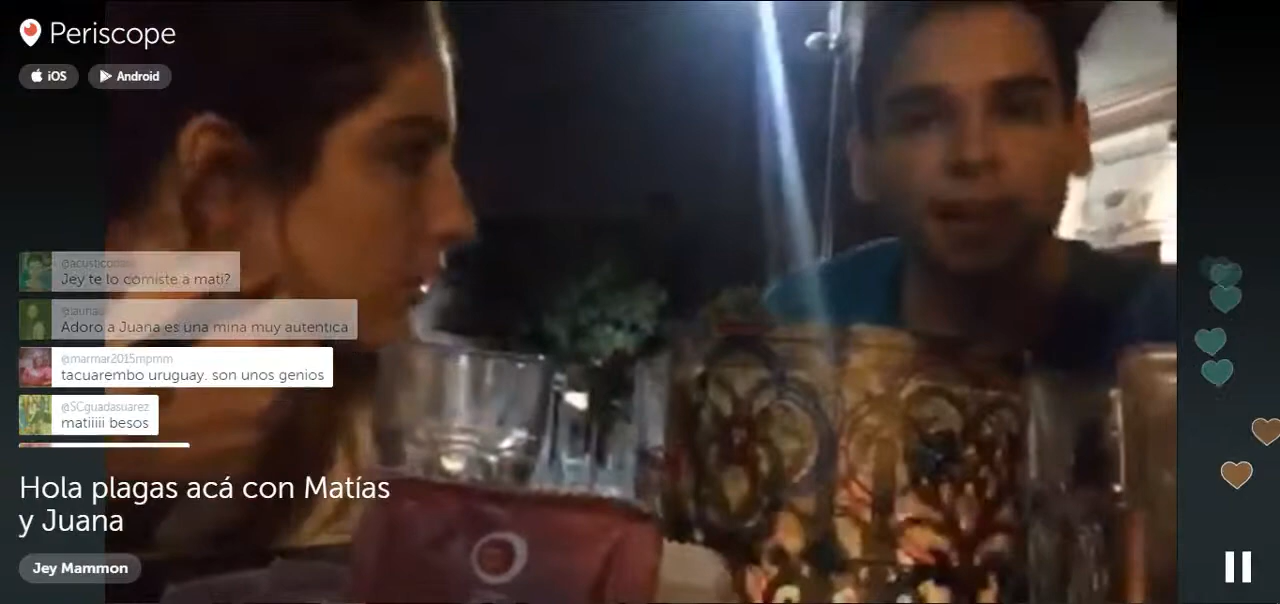 Periscope
iOS
Android
Jey te lo comiste a mati?
Adoro a Juana es una mina muy autentica
@marmar2015mpmm
tacuarembo uruguay. son unos genios
@SCguadasuarez
matiiiii besos
Hola plagas acá con Matías
y Juana
Jey Mammon